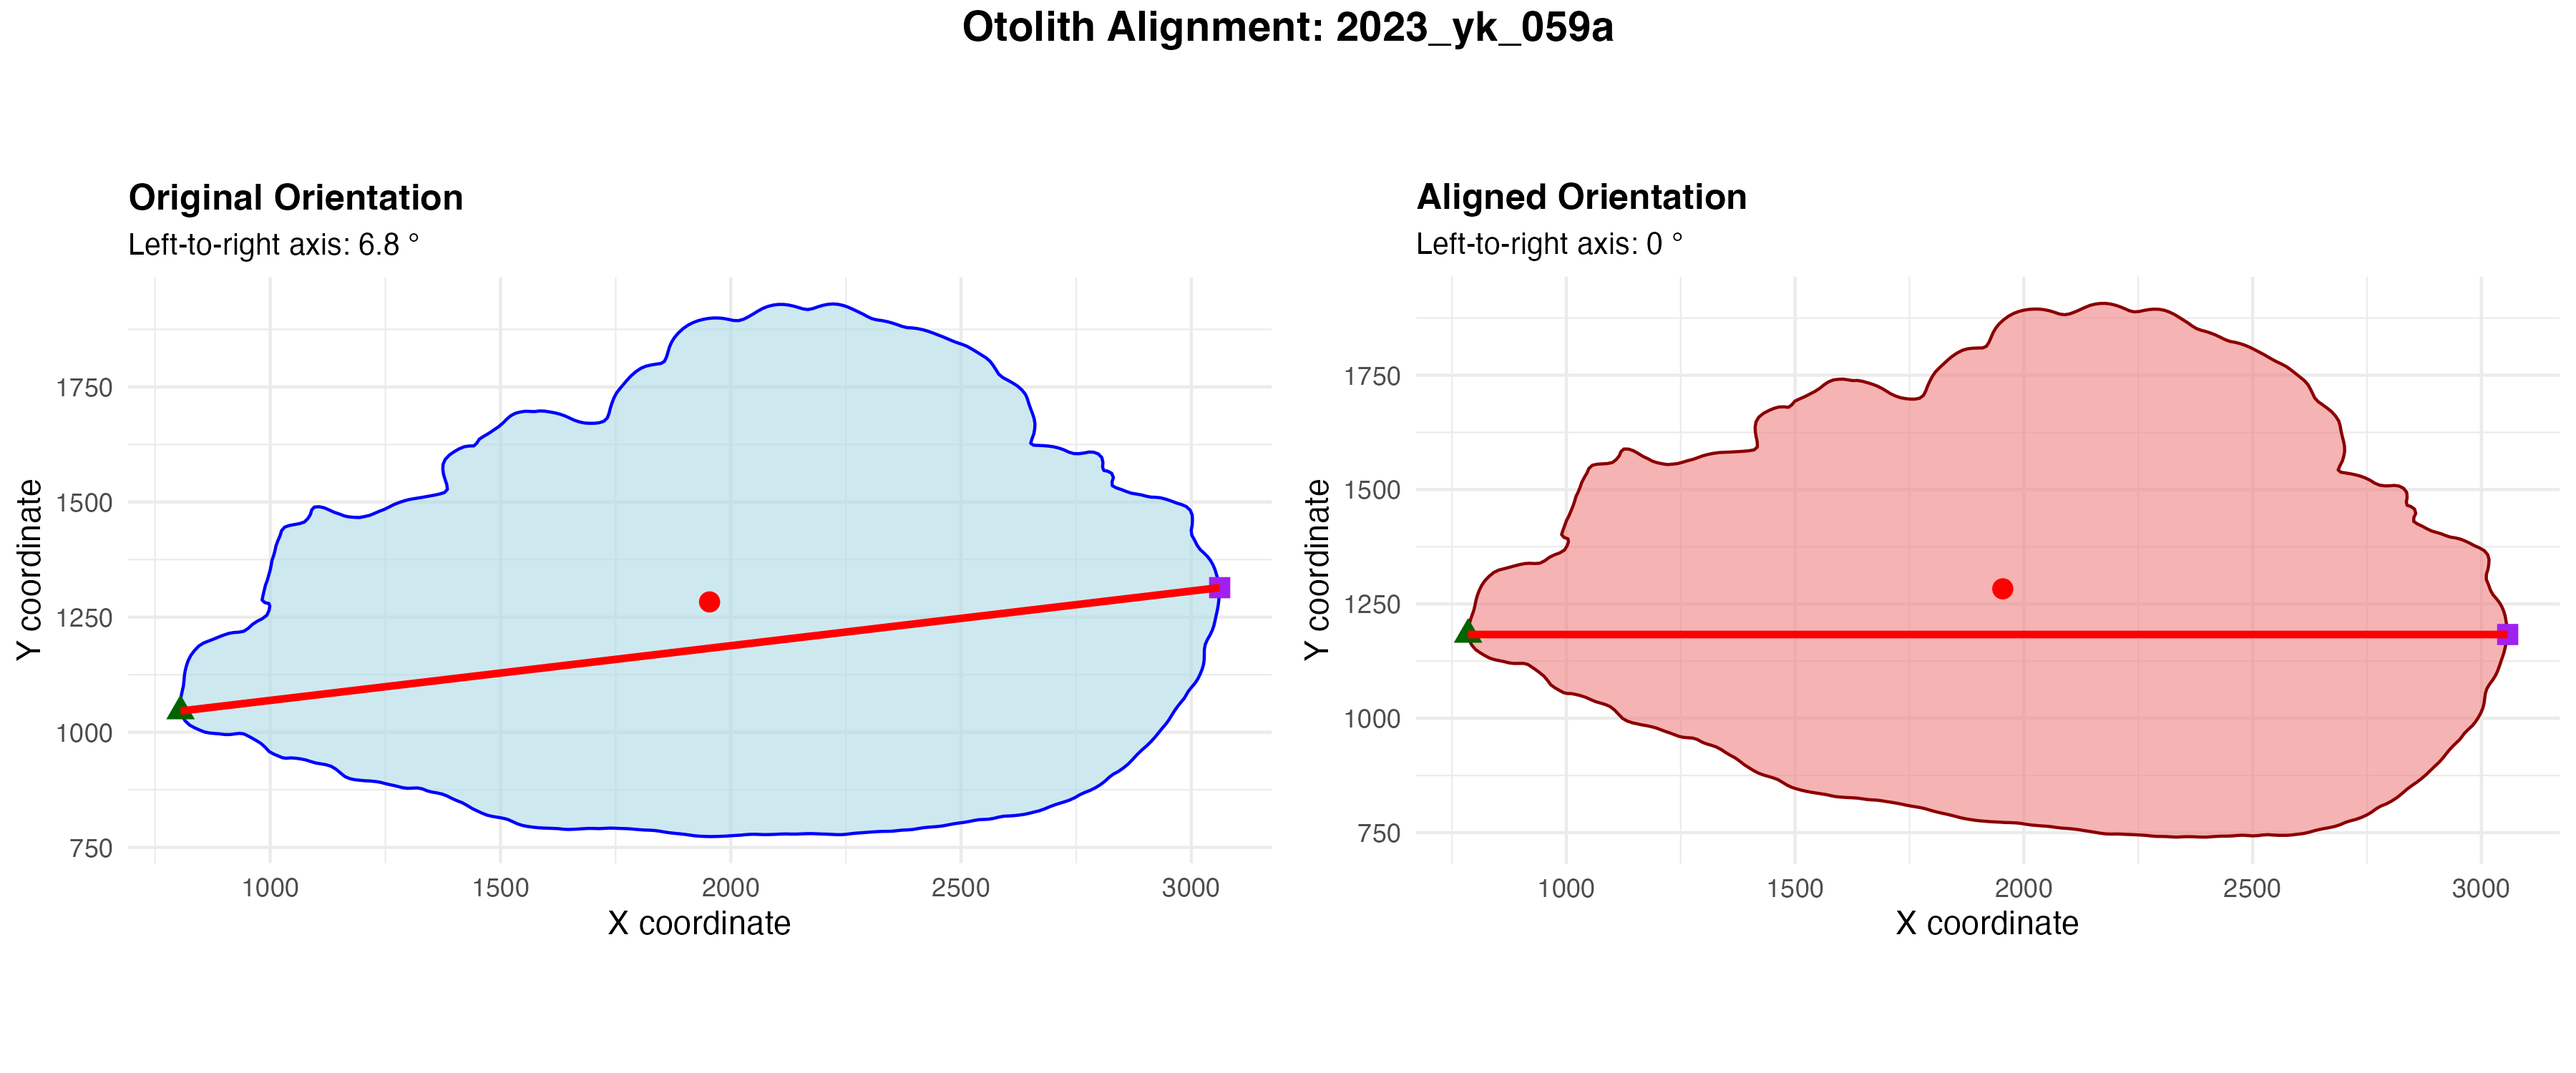 Otolith Alignment: 2023_yk_059a
Original Orientation
Left-to-right axis: 6.8 °
Y coordinate
1750
1500
1250
1000
750
1000 1500 2000 2500 3000
X coordinate
Aligned Orientation
Left-to-right axis: 0 °
Y coordinate
1750
1500
1250
1000
750
1000 1500 2000 2500 3000
X coordinate